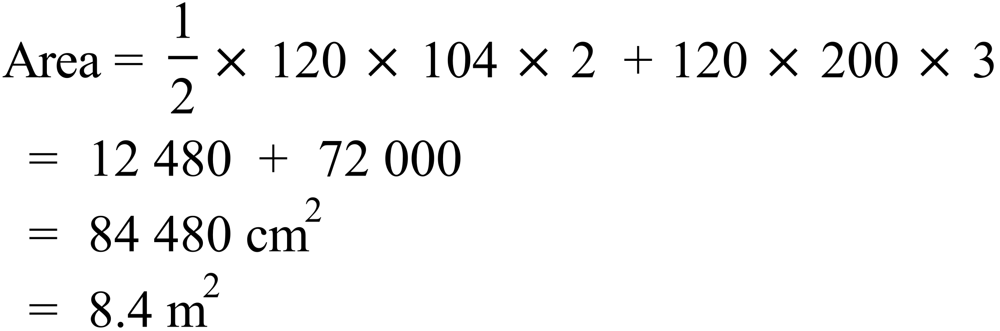 Area = 1/2 × 120 × 104 × 2 + 120 × 200 × 3
= 12 480 + 72 000
= 84 480 cm²
= 8.4 m²